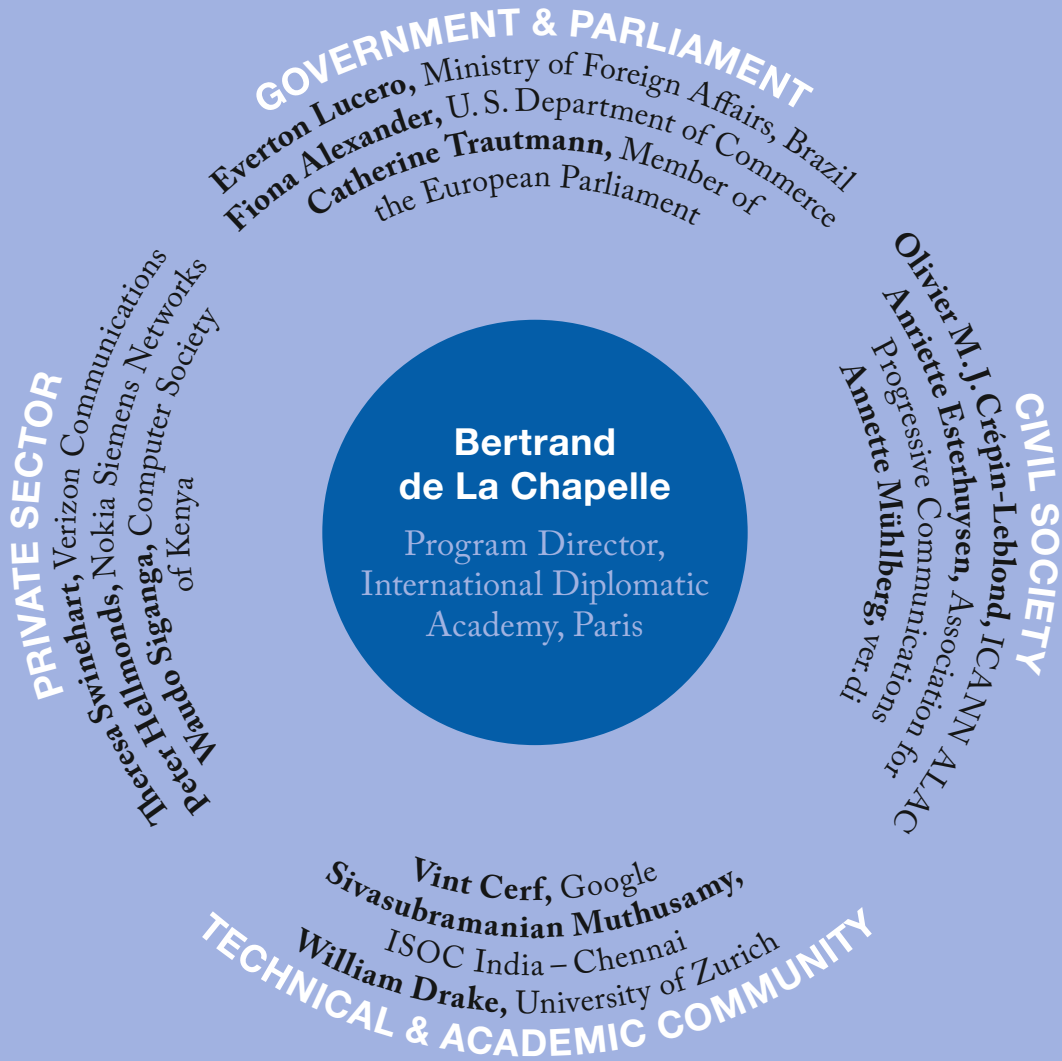 GOVERNMENT & PARLIAMENT
Everton Lucero, Ministry of Foreign Affairs, Brazil
Fiona Alexander, U. S. Department of Commerce
Catherine Trautmann, Member of
the European Parliament
PRIVATE SECTOR
Theresa Swinehart, Verizon Communications
Peter Hellmonds, Nokia Siemens Networks
Waudo Siganga, Computer Society
of Kenya
Bertrand
de La Chapelle
Program Director,
International Diplomatic
Academy, Paris
CIVIL SOCIETY
Olivier M. J. Crépin-Leblond, ICANN ALAC
Anriette Esterhuysen, Association for
Progressive Communications
Annette Mühlberg, ver.di
Vint Cerf, Google
Sivasubramanian Muthusamy,
ISOC India – Chennai
William Drake, University of Zurich
TECHNICAL & ACADEMIC COMMUNITY